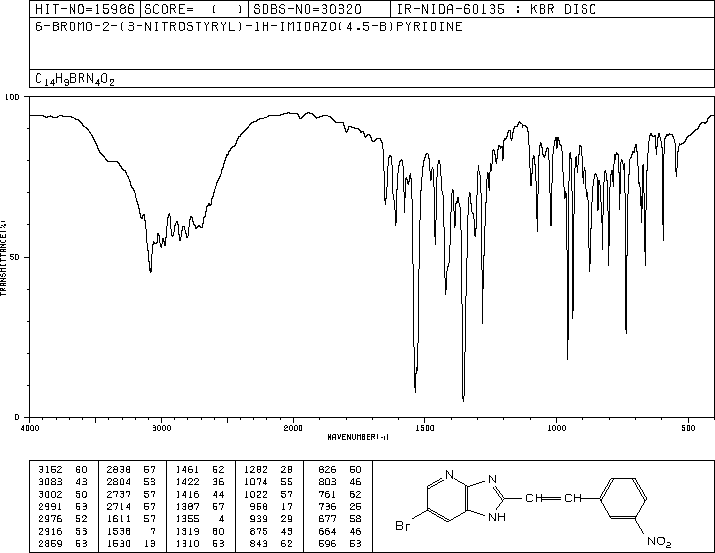 HIT-NO=15986 SCORE= ( ) SDBS-NO=30320 IR-NIDA-60135 : KBR DISC
6-BROMO-2-(3-NITROSTYRYL)-1H-IMIDAZO(4,5-B)PYRIDINE
C14H9BRN4O2
100
50
0
TRANSMITTANCE(%)
4000 3000 2000 1500 1000 500
WAVENUMBER(-1)
3152 60 2838 57 1461 52 1282 28 826 50
3083 43 2804 53 1422 36 1074 55 803 46
3002 50 2737 57 1416 44 1022 57 761 62
2991 53 2714 57 1387 57 958 17 736 25
2976 52 1611 57 1355 4 939 29 677 58
2916 53 1538 7 1319 60 875 43 664 46
2859 53 1530 13 1310 53 843 62 596 53
N
N
NH
Br
CH
CH
NO2